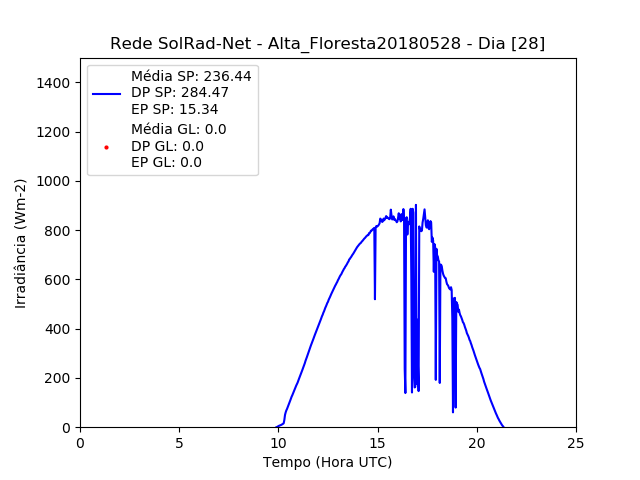 Rede SolRad-Net - Alta_Floresta20180528 - Dia [28]
Média SP: 236.44
DP SP: 284.47
EP SP: 15.34
Média GL: 0.0
DP GL: 0.0
EP GL: 0.0
1400
1200
1000
800
600
400
200
0
Irradiância (Wm-2)
0 5 10 15 20 25
Tempo (Hora UTC)